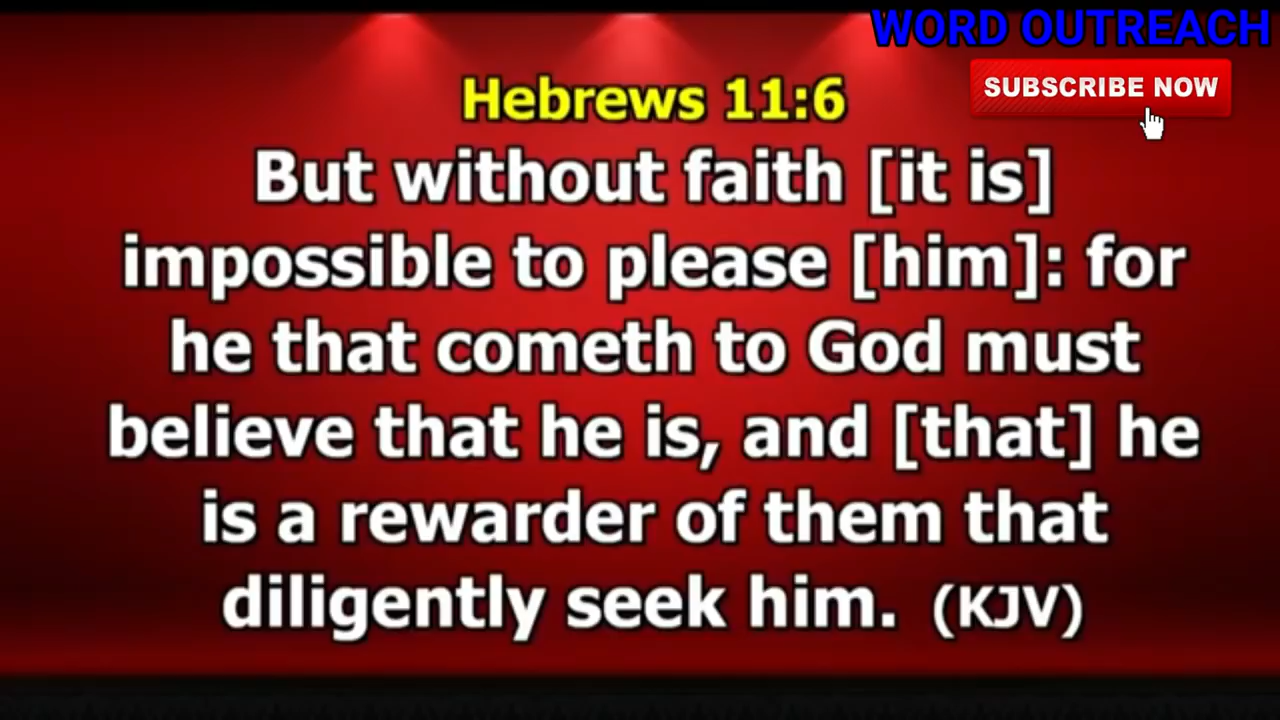 WORD OUTREACH
SUBSCRIBE NOW
Hebrews 11:6
But without faith [it is]
impossible to please [him]: for
he that cometh to God must
believe that he is, and [that] he
is a rewarder of them that
diligently seek him. (KJV)